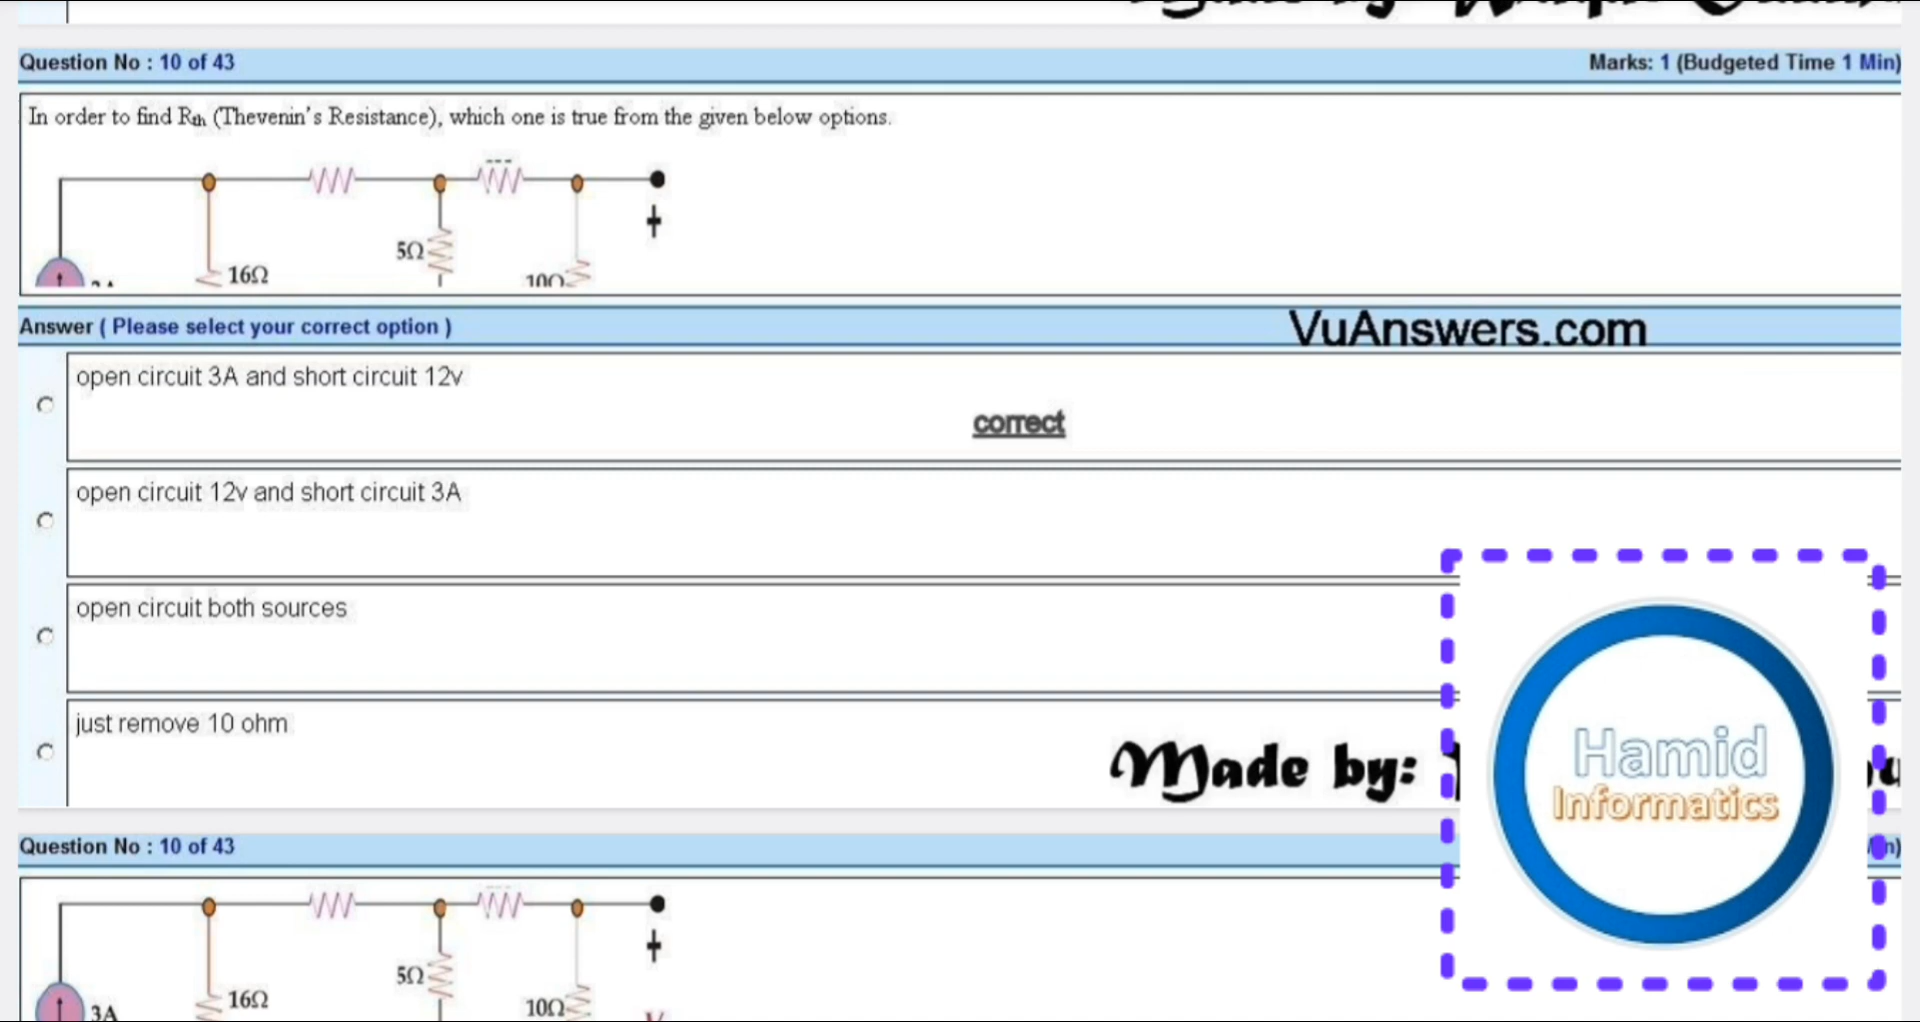 Question No : 10 of 43 Marks: 1 (Budgeted Time 1 Min)
In order to find Rth (Thevenin's Resistance), which one is true from the given below options.
5Ω
16Ω
Answer ( Please select your correct option )
VuAnswers.com
open circuit 3A and short circuit 12v
correct
open circuit 12v and short circuit 3A
open circuit both sources
just remove 10 ohm
Made by:
Hamid
Informatics
Question No : 10 of 43
5Ω
16Ω
10Ω
3A